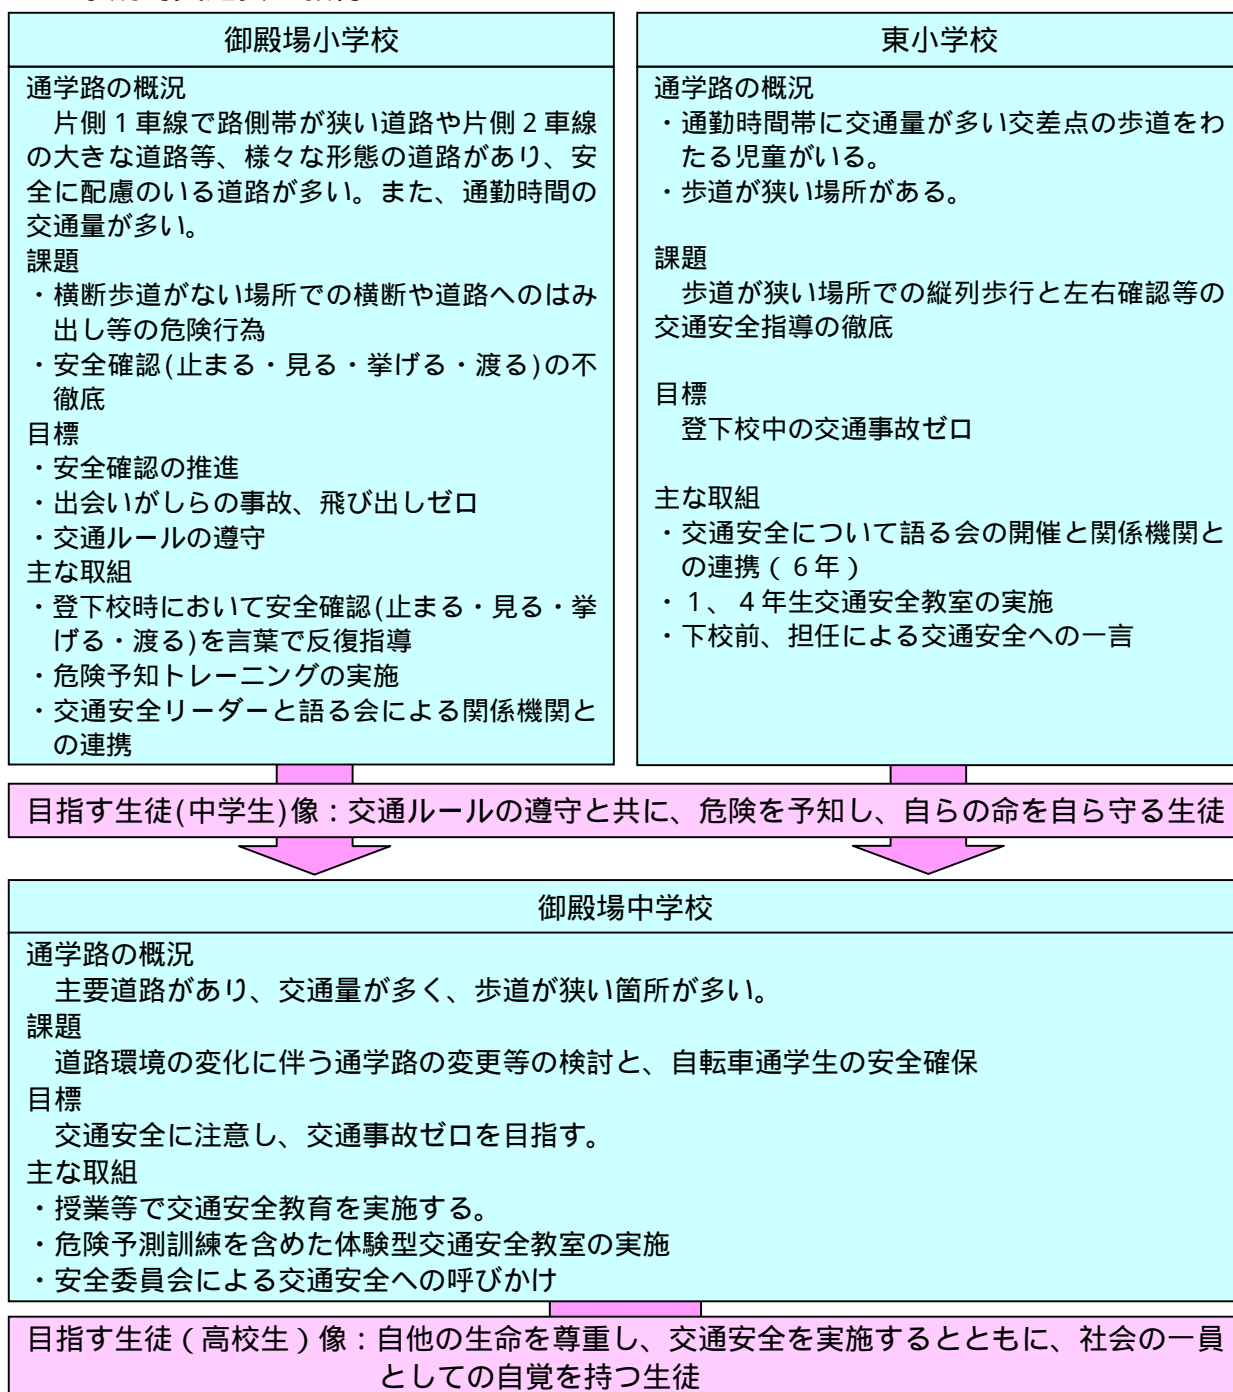 御殿場小学校
通学路の概況
片側1車線で路側帯が狭い道路や片側2車線
の大きな道路等、様々な形態の道路があり、安
全に配慮のいる道路が多い。また、通勤時間の
交通量が多い。
課題
・横断歩道がない場所での横断や道路へのはみ
出し等の危険行為
・安全確認(止まる・見る・挙げる・渡る)の不
徹底
目標
・安全確認の推進
・出会いがしらの事故、飛び出しゼロ
・交通ルールの遵守
主な取組
・登下校時において安全確認(止まる・見る・挙
げる・渡る)を言葉で反復指導
・危険予知トレーニングの実施
・交通安全リーダーと語る会による関係機関と
の連携
東小学校
通学路の概況
・通勤時間帯に交通量が多い交差点の歩道をわ
たる児童がいる。
・歩道が狭い場所がある。
課題
歩道が狭い場所での縦列歩行と左右確認等の
交通安全指導の徹底
目標
登下校中の交通事故ゼロ
主な取組
・交通安全について語る会の開催と関係機関と
の連携(6年)
・1、4年生交通安全教室の実施
・下校前、担任による交通安全への一言
目指す生徒(中学生)像:交通ルールの遵守と共に、危険を予知し、自らの命を自ら守る生徒
御殿場中学校
通学路の概況
主要道路があり、交通量が多く、歩道が狭い箇所が多い。
課題
道路環境の変化に伴う通学路の変更等の検討と、自転車通学生の安全確保
目標
交通安全に注意し、交通事故ゼロを目指す。
主な取組
・授業等で交通安全教育を実施する。
・危険予測訓練を含めた体験型交通安全教室の実施
・安全委員会による交通安全への呼びかけ
目指す生徒(高校生)像:自他の生命を尊重し、交通安全を実施するとともに、社会の一員
としての自覚を持つ生徒